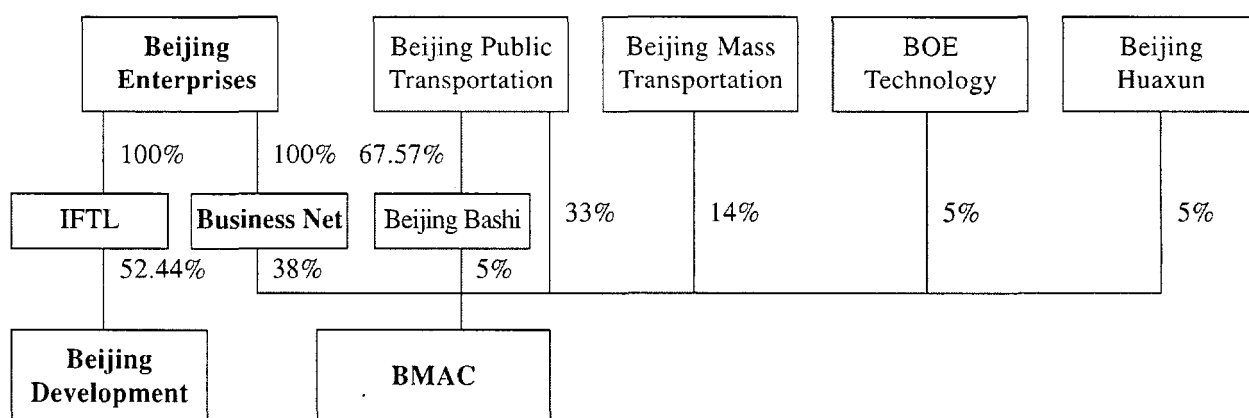 Beijing
Enterprises
Beijing Public
Transportation
Beijing Mass
Transportation
BOE
Technology
Beijing
Huaxun
100%
100%
67.57%
IFTL
Business Net
Beijing Bashi
33%
14%
5%
5%
52.44%
38%
5%
Beijing
Development
BMAC